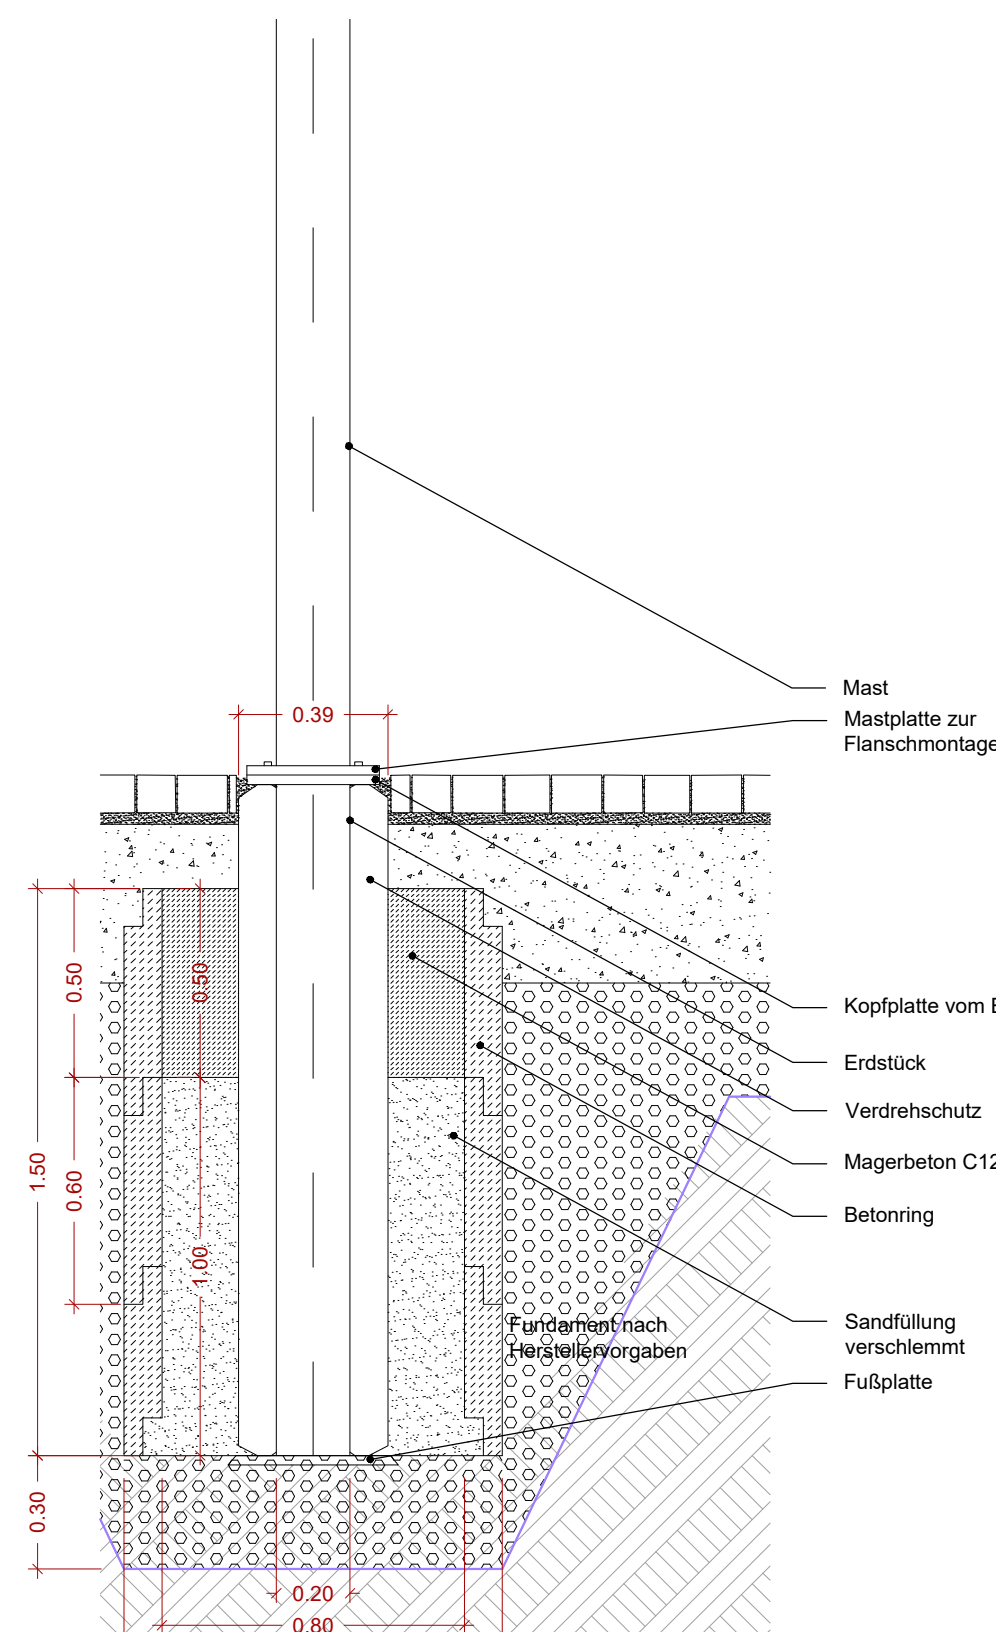 0.39
Mast
Mastplatte zur
Flanschmontage
0.50
0.50
1.50
0.60
1.00
0.30
0.20
0.80
Kopfplatte vom E
Erdstück
Verdrehschutz
Magerbeton C12
Betonring
Sandfüllung
verschlemmt
Fundament nach
Herstellervorgaben
Fußplatte